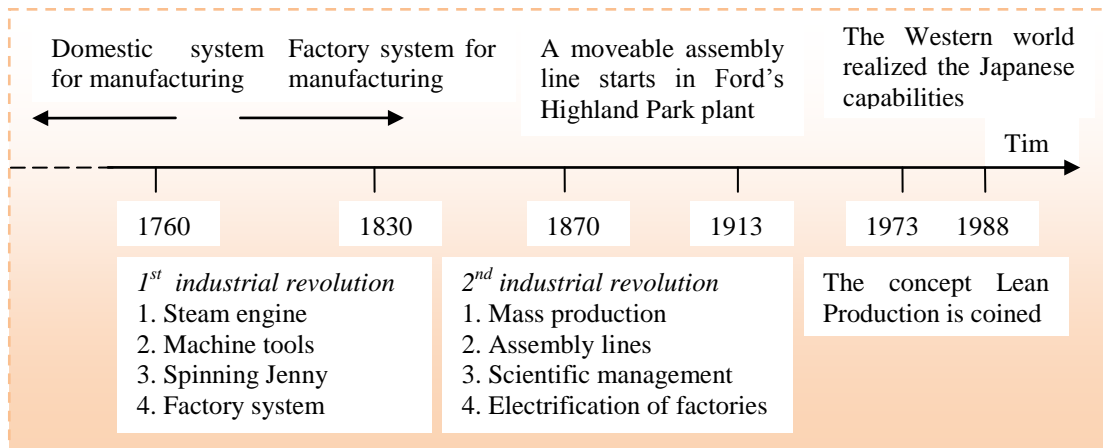 Domestic system
for manufacturing
Factory system for
manufacturing
A moveable assembly
line starts in Ford's
Highland Park plant
The Western world
realized the Japanese
capabilities
Tim
1760
1830
1870
1913
1973
1988
1st industrial revolution
1. Steam engine
2. Machine tools
3. Spinning Jenny
4. Factory system
2nd industrial revolution
1. Mass production
2. Assembly lines
3. Scientific management
4. Electrification of factories
The concept Lean
Production is coined